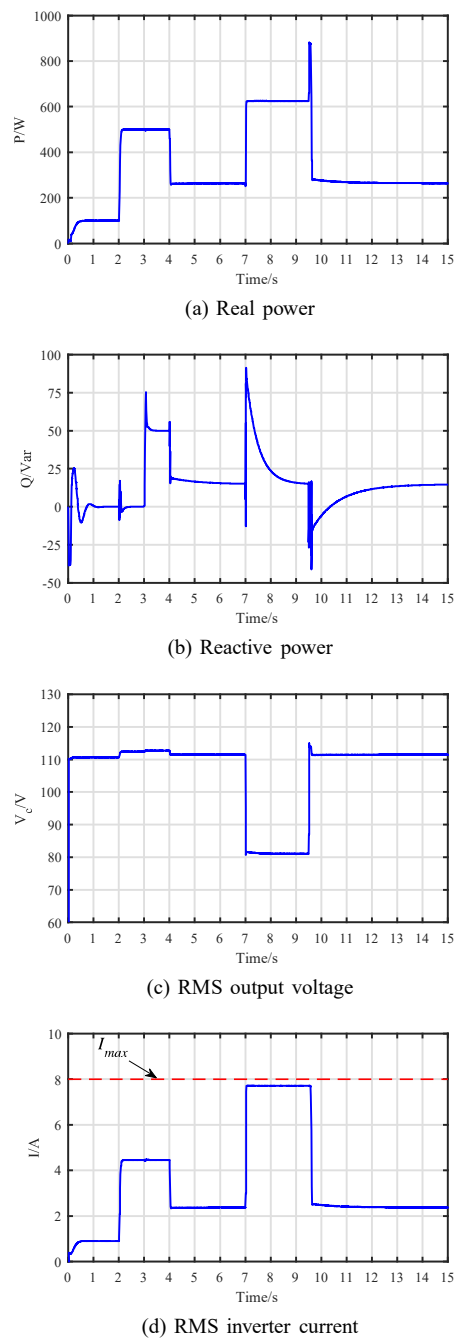 1000
800
600
400
200
0
P/W
0 1 2 3 4 5 6 7 8 9 10 11 12 13 14 15
Time/s
(a) Real power
100
75
50
25
0
-25
-50
Q/Var
0 1 2 3 4 5 6 7 8 9 10 11 12 13 14 15
Time/s
(b) Reactive power
130
120
110
100
90
80
70
60
V_c/V
0 1 2 3 4 5 6 7 8 9 10 11 12 13 14 15
Time/s
(c) RMS output voltage
10
8
6
4
2
0
I/A
I_max
0 1 2 3 4 5 6 7 8 9 10 11 12 13 14 15
Time/s
(d) RMS inverter current